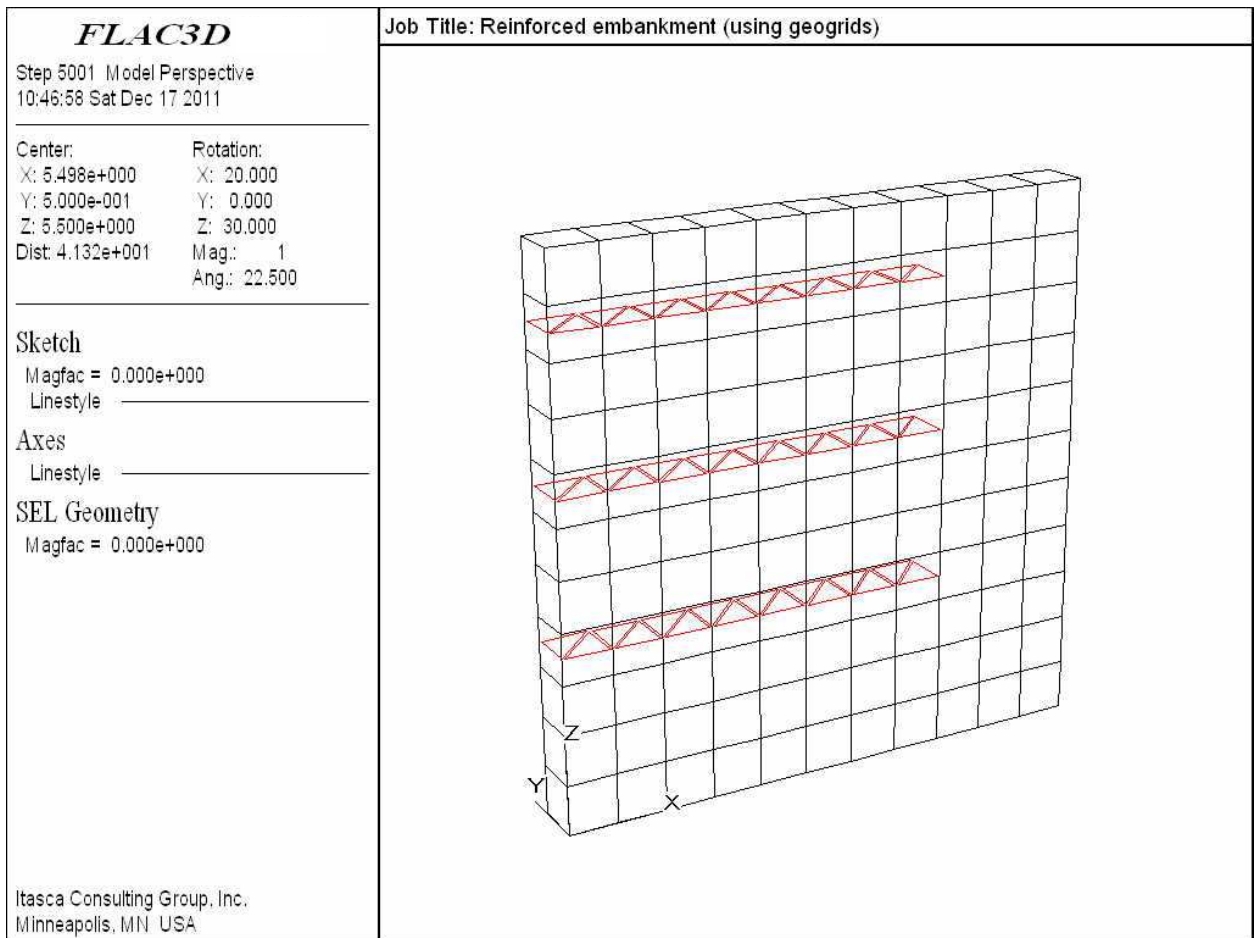 FLAC3D
Step 5001 Model Perspective
10:46:58 Sat Dec 17 2011
Center:
X: 5.498e+000
Y: 5.000e-001
Z: 5.500e+000
Dist: 4.132e+001
Rotation:
X: 20.000
Y: 0.000
Z: 30.000
Mag.: 1
Ang.: 22.500
Sketch
Magfac = 0.000e+000
Linestyle
Axes
Linestyle
SEL Geometry
Magfac = 0.000e+000
Itasca Consulting Group, Inc.
Minneapolis, MN USA
Job Title: Reinforced embankment (using geogrids)
Z
Y
X